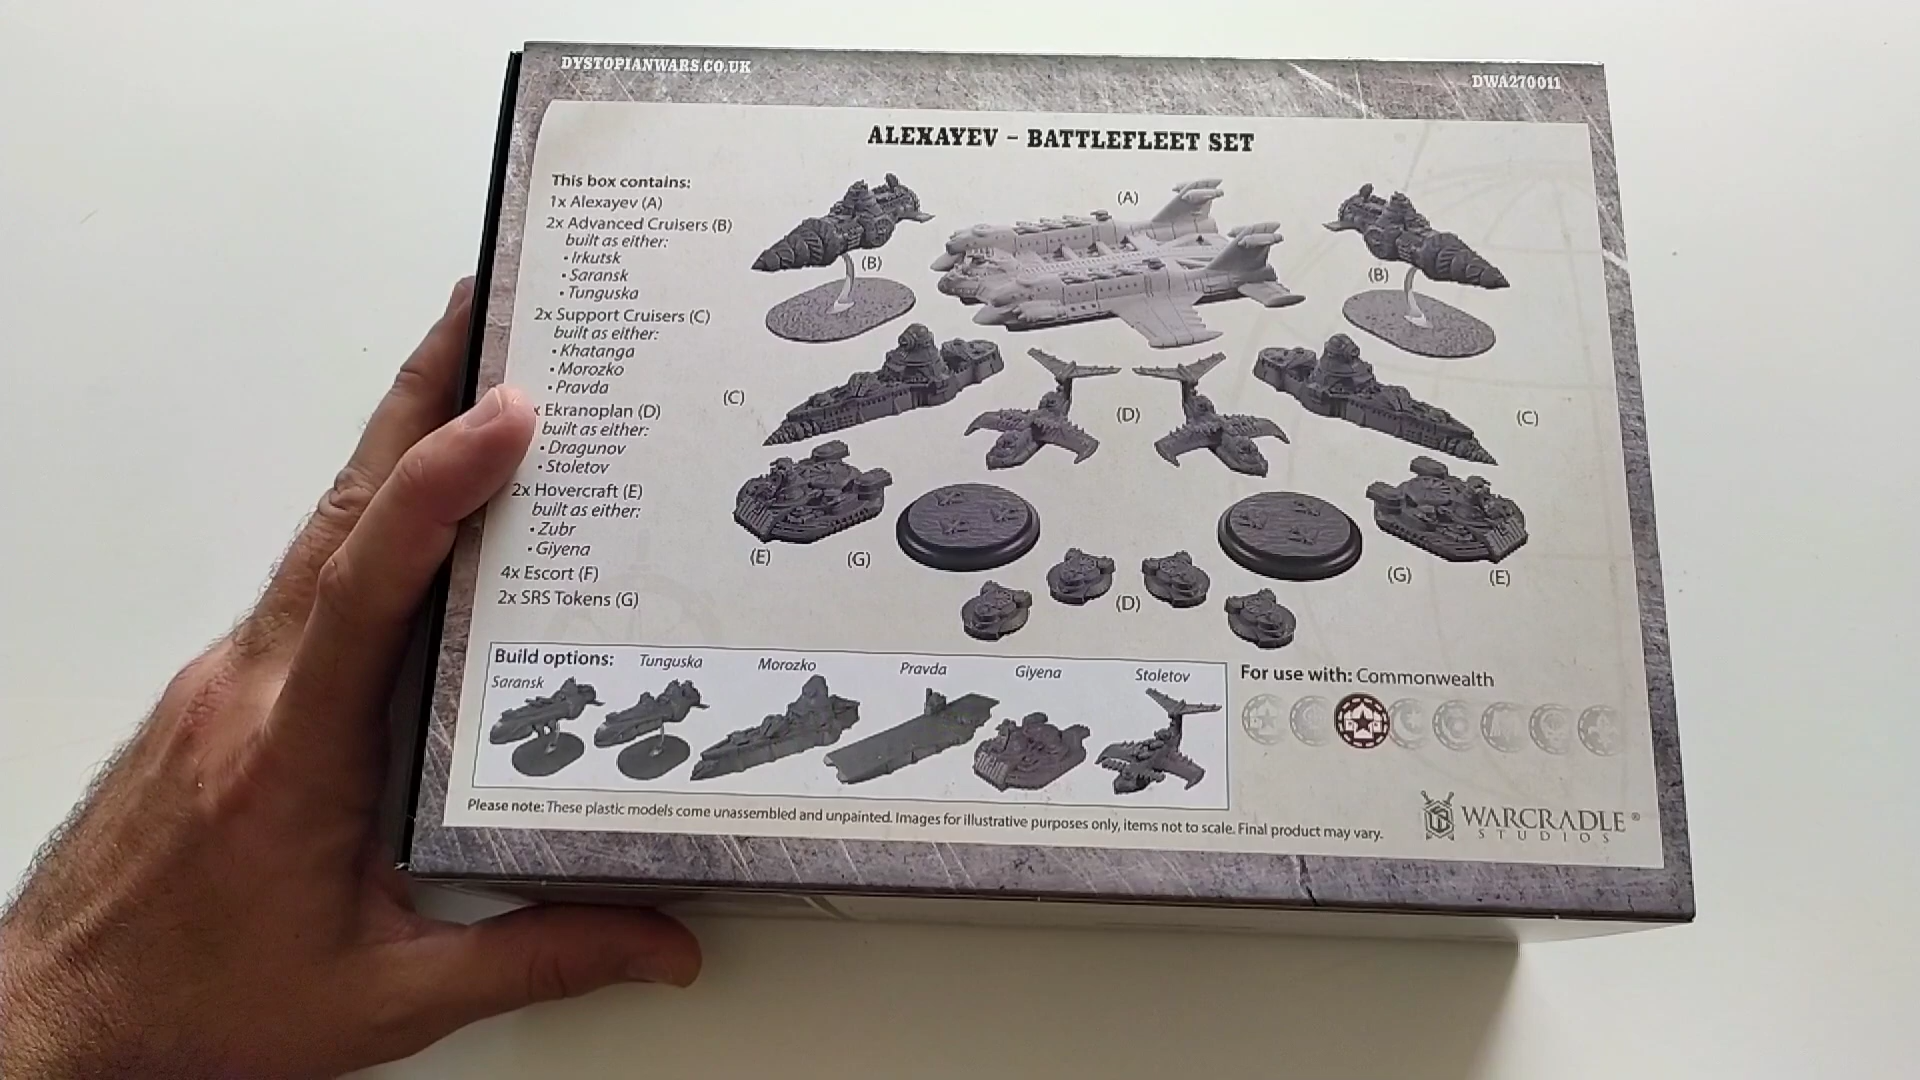 DYSTOPIANWARS.CO.UK
DWA270011
ALEXAYEV – BATTLEFLEET SET
This box contains:
1x Alexayev (A)
2x Advanced Cruisers (B)
built as either:
• Irkutsk
• Saransk
• Tunguska
2x Support Cruisers (C)
built as either:
• Khatanga
• Morozko
• Pravda
x Ekranoplan (D)
built as either:
• Dragunov
• Stoletov
2x Hovercraft (E)
built as either:
• Zubr
• Giyena
4x Escort (F)
2x SRS Tokens (G)
(A)
(B)
(B)
(C)
(D)
(C)
(E)
(G)
(G)
(E)
(D)
Build options:
Saransk
Tunguska
Morozko
Pravda
Giyena
Stoletov
For use with: Commonwealth
Please note: These plastic models come unassembled and unpainted. Images for illustrative purposes only, items not to scale. Final product may vary.
WARCRADLE®
STUDIOS